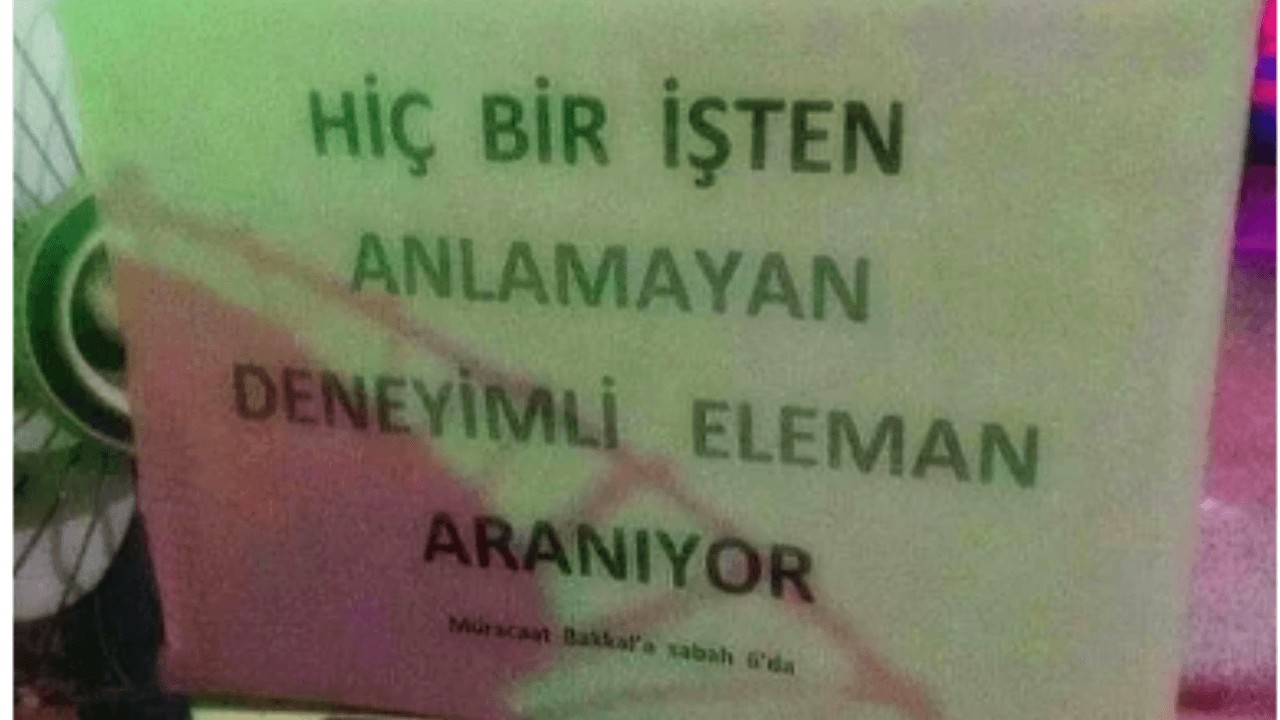 HİÇ BİR İŞTEN
ANLAMAYAN
DENEYİMLİ ELEMAN
ARANIYOR
Müracaat Bakkal'a sabah 6'da